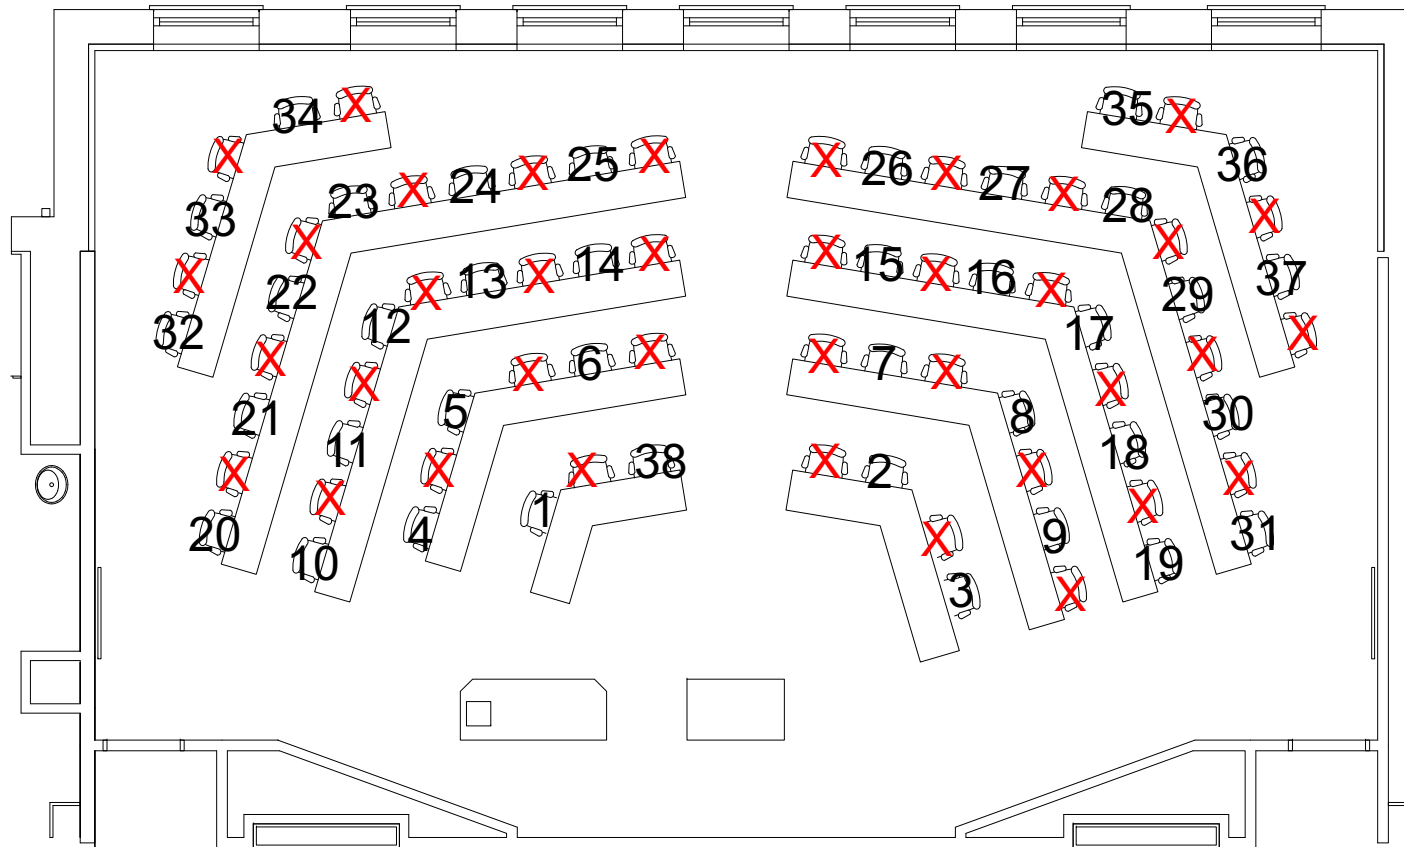 34 X X 35 X
X 33 X 32
23 X 24 X 25 X X 26 X 27 X 28
36 X 37 X
X 22 X 21 X 20
X 29 X 30 X 31
12 X 13 X 14 X X 15 X 16 X 17
X 11 X 10
X 18 X 19
5 X 6 X X 7 X 8
X 4
X 9 X
1 X 38 X 2
X 3